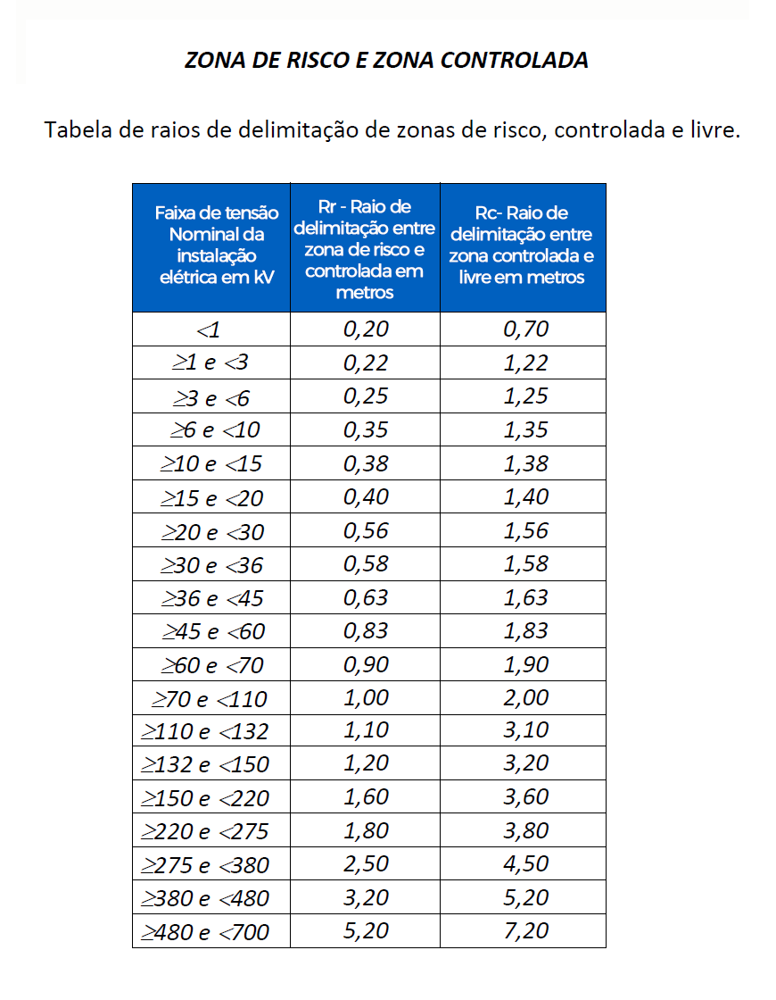 ZONA DE RISCO E ZONA CONTROLADA
Tabela de raios de delimitação de zonas de risco, controlada e livre.
Faixa de tensão
Nominal da
instalação
elétrica em kV
Rr - Raio de
delimitação entre
zona de risco e
controlada em
metros
Rc- Raio de
delimitação entre
zona controlada e
livre em metros
<1 0,20 0,70
≥1 e <3 0,22 1,22
≥3 e <6 0,25 1,25
≥6 e <10 0,35 1,35
≥10 e <15 0,38 1,38
≥15 e <20 0,40 1,40
≥20 e <30 0,56 1,56
≥30 e <36 0,58 1,58
≥36 e <45 0,63 1,63
≥45 e <60 0,83 1,83
≥60 e <70 0,90 1,90
≥70 e <110 1,00 2,00
≥110 e <132 1,10 3,10
≥132 e <150 1,20 3,20
≥150 e <220 1,60 3,60
≥220 e <275 1,80 3,80
≥275 e <380 2,50 4,50
≥380 e <480 3,20 5,20
≥480 e <700 5,20 7,20